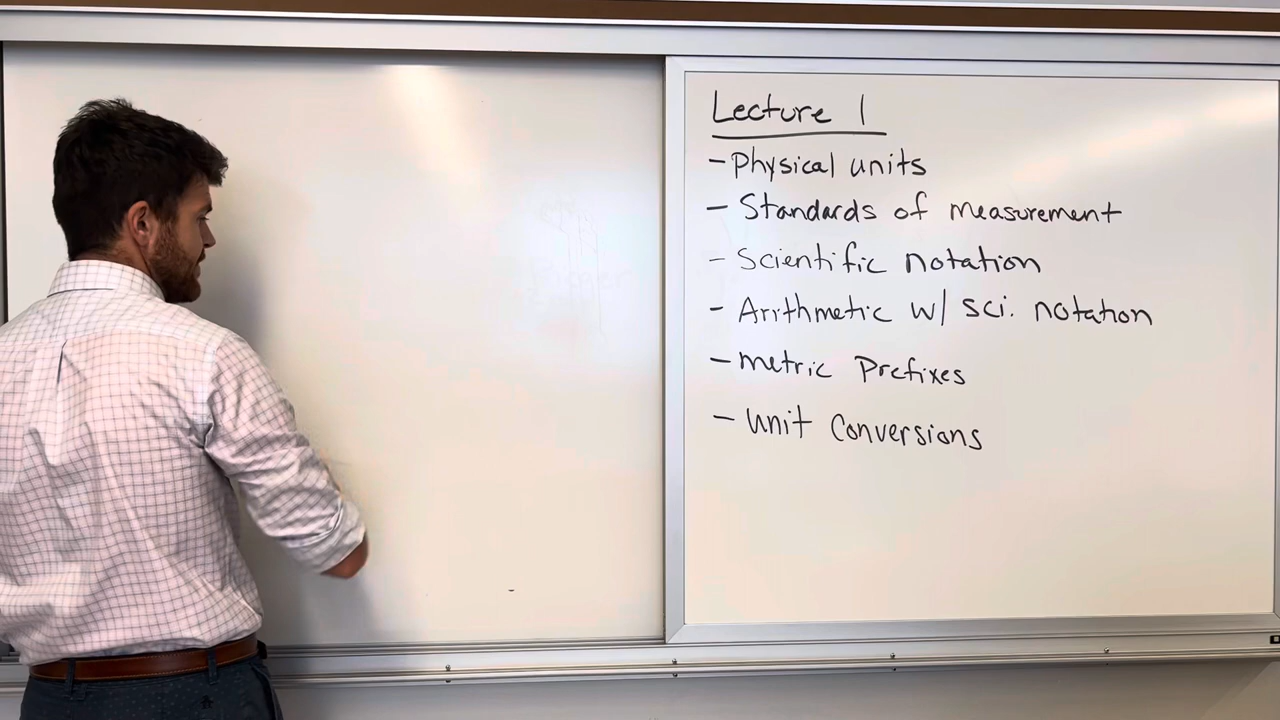 Lecture 1
- Physical units
- Standards of measurement
- Scientific notation
- Arithmetic w/ sci. notation
- Metric Prefixes
- Unit Conversions